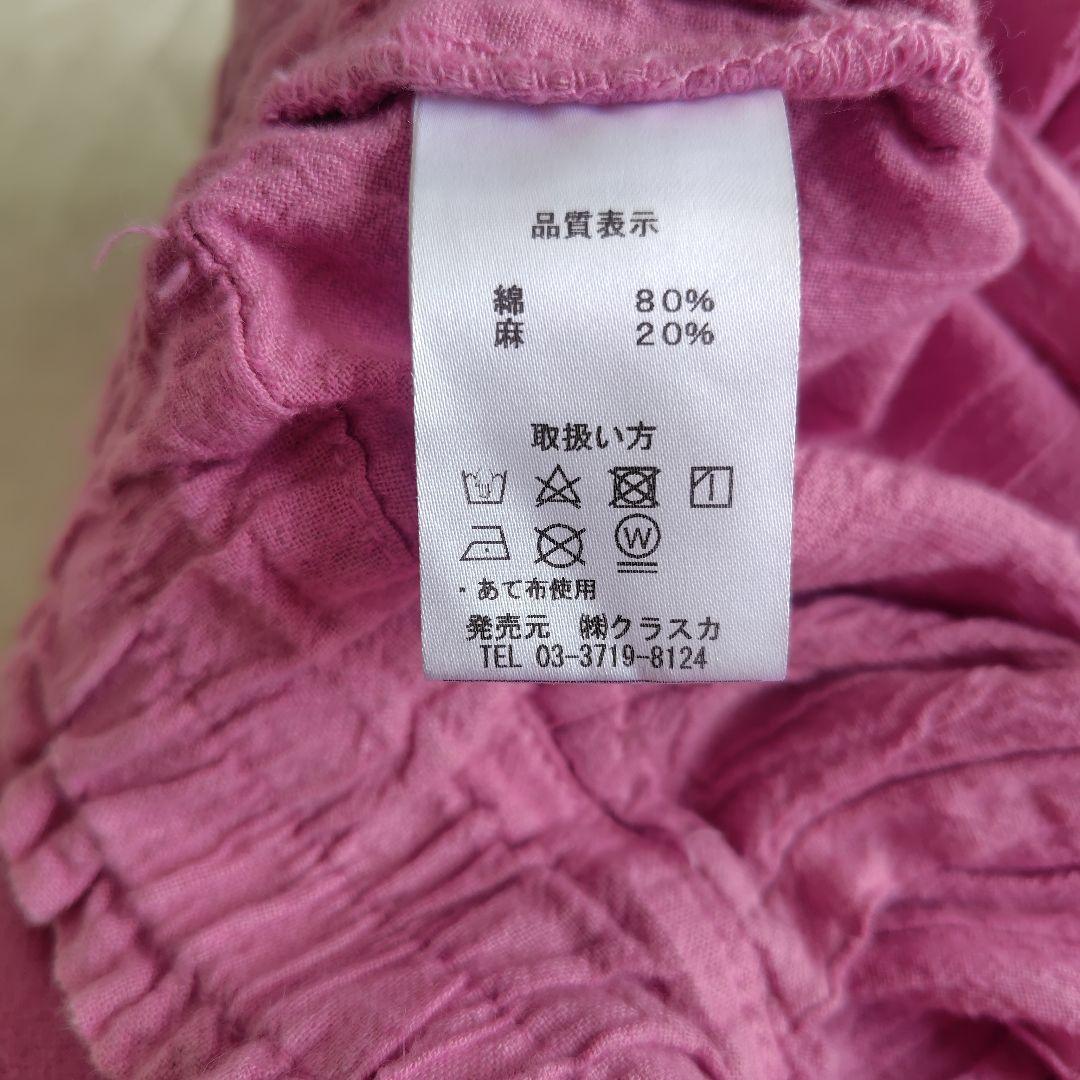 品質表示
綿 80%
麻 20%
取扱い方
W
・あて布使用
発売元 ㈱クラスカ
TEL 03-3719-8124